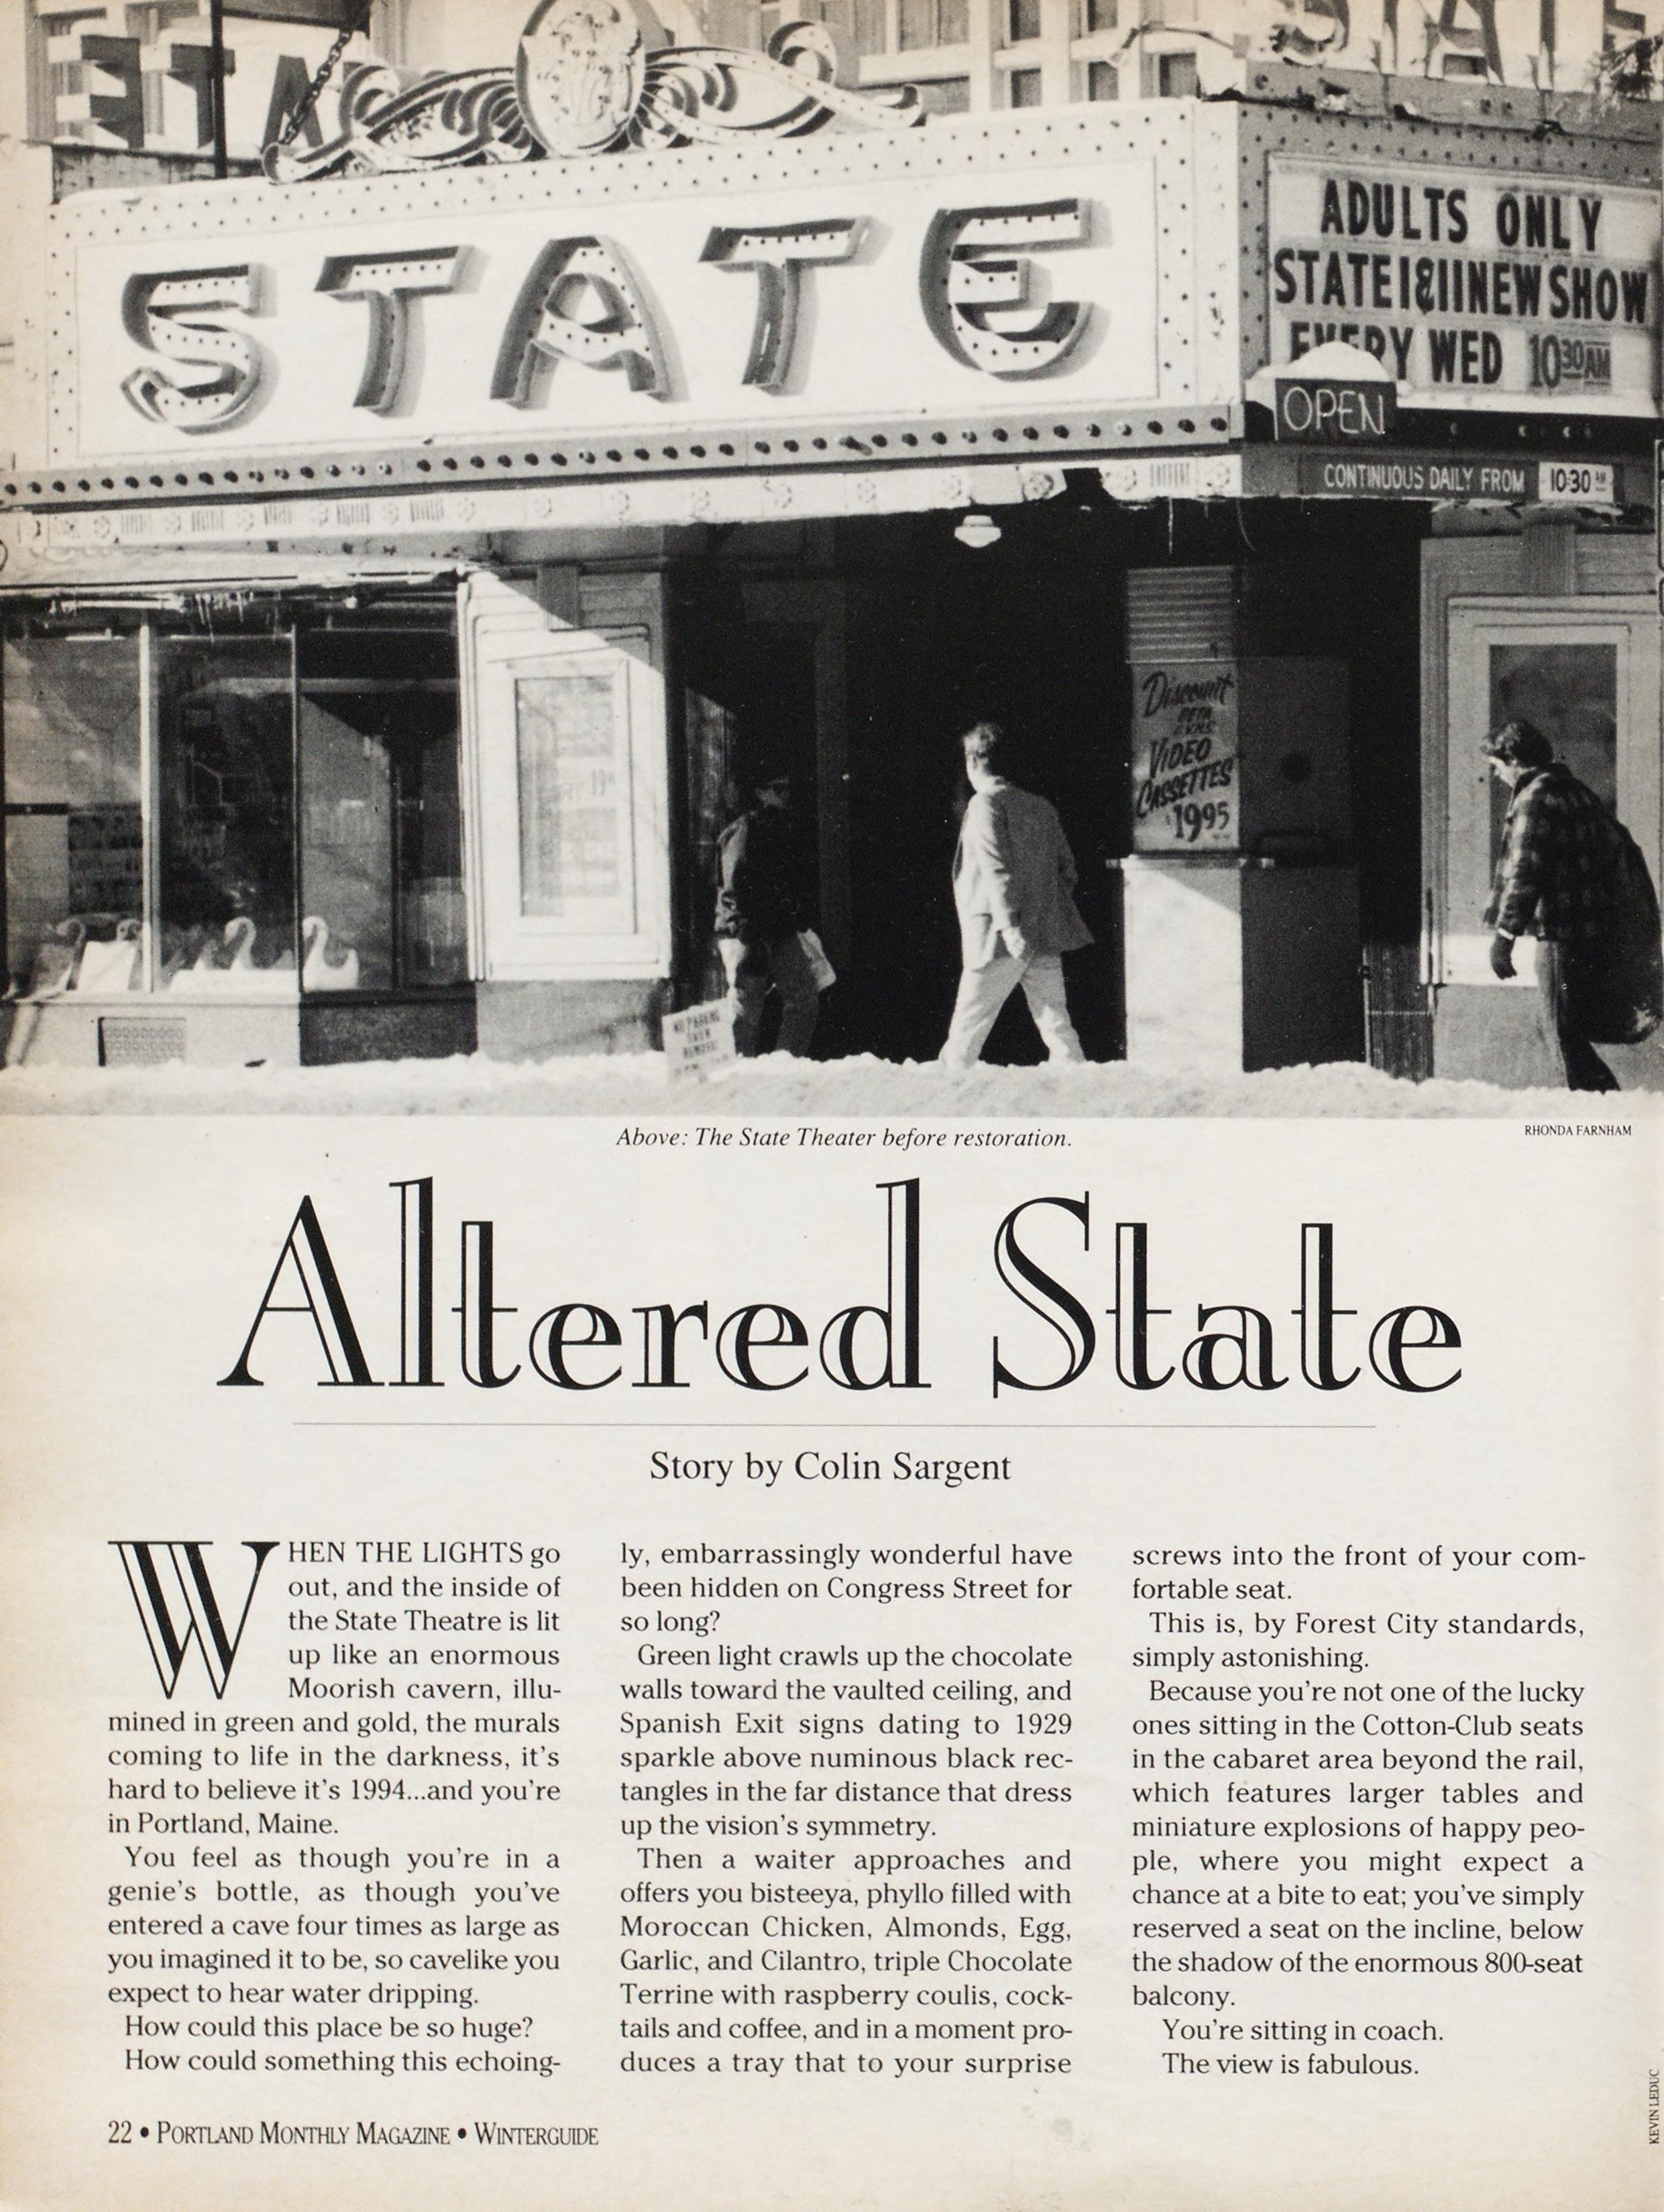 STATE
STATE
ADULTS ONLY
STATE I&II NEW SHOW
EVERY WED 10 30 AM
OPEN
CONTINUOUS DAILY FROM 10:30
Discount
BETA
& VHS
VIDEO
CASSETTES
$1995
NO PARKING
Above: The State Theater before restoration.
RHONDA FARNHAM
Altered State
Story by Colin Sargent
WHEN THE LIGHTS go
out, and the inside of
the State Theatre is lit
up like an enormous
Moorish cavern, illu-
mined in green and gold, the murals
coming to life in the darkness, it's
hard to believe it's 1994...and you're
in Portland, Maine.
You feel as though you're in a
genie's bottle, as though you've
entered a cave four times as large as
you imagined it to be, so cavelike you
expect to hear water dripping.
How could this place be so huge?
How could something this echoing-
ly, embarrassingly wonderful have
been hidden on Congress Street for
so long?
Green light crawls up the chocolate
walls toward the vaulted ceiling, and
Spanish Exit signs dating to 1929
sparkle above numinous black rec-
tangles in the far distance that dress
up the vision's symmetry.
Then a waiter approaches and
offers you bisteeya, phyllo filled with
Moroccan Chicken, Almonds, Egg,
Garlic, and Cilantro, triple Chocolate
Terrine with raspberry coulis, cock-
tails and coffee, and in a moment pro-
duces a tray that to your surprise
screws into the front of your com-
fortable seat.
This is, by Forest City standards,
simply astonishing.
Because you're not one of the lucky
ones sitting in the Cotton-Club seats
in the cabaret area beyond the rail,
which features larger tables and
miniature explosions of happy peo-
ple, where you might expect a
chance at a bite to eat; you've simply
reserved a seat on the incline, below
the shadow of the enormous 800-seat
balcony.
You're sitting in coach.
The view is fabulous.
KEVIN LEDUC
22 • PORTLAND MONTHLY MAGAZINE • WINTERGUIDE